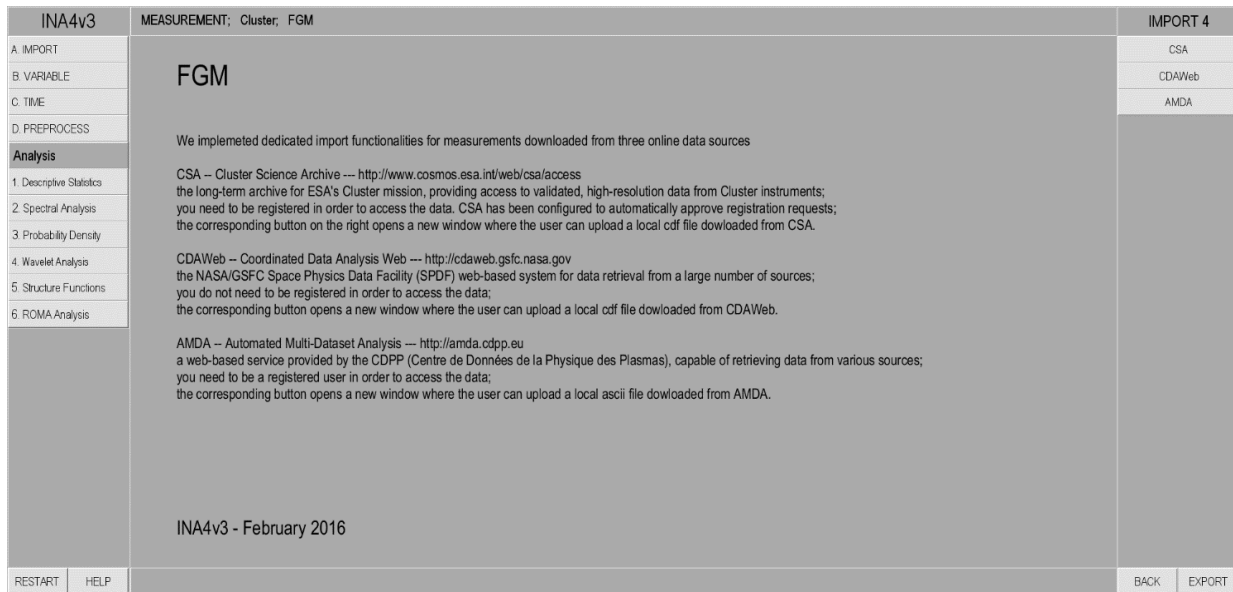 INA4v3
MEASUREMENT; Cluster; FGM
IMPORT 4
A. IMPORT
B. VARIABLE
C. TIME
D. PREPROCESS
Analysis
1. Descriptive Statistics
2. Spectral Analysis
3. Probability Density
4. Wavelet Analysis
5. Structure Functions
6. ROMA Analysis
FGM
We implemeted dedicated import functionalities for measurements downloaded from three online data sources
CSA -- Cluster Science Archive --- http://www.cosmos.esa.int/web/csa/access
the long-term archive for ESA's Cluster mission, providing access to validated, high-resolution data from Cluster instruments;
you need to be registered in order to access the data. CSA has been configured to automatically approve registration requests;
the corresponding button on the right opens a new window where the user can upload a local cdf file dowloaded from CSA.
CDAWeb -- Coordinated Data Analysis Web --- http://cdaweb.gsfc.nasa.gov
the NASA/GSFC Space Physics Data Facility (SPDF) web-based system for data retrieval from a large number of sources;
you do not need to be registered in order to access the data;
the corresponding button opens a new window where the user can upload a local cdf file dowloaded from CDAWeb.
AMDA -- Automated Multi-Dataset Analysis --- http://amda.cdpp.eu
a web-based service provided by the CDPP (Centre de Données de la Physique des Plasmas), capable of retrieving data from various sources;
you need to be a registered user in order to access the data;
the corresponding button opens a new window where the user can upload a local ascii file dowloaded from AMDA.
INA4v3 - February 2016
CSA
CDAWeb
AMDA
RESTART
HELP
BACK
EXPORT